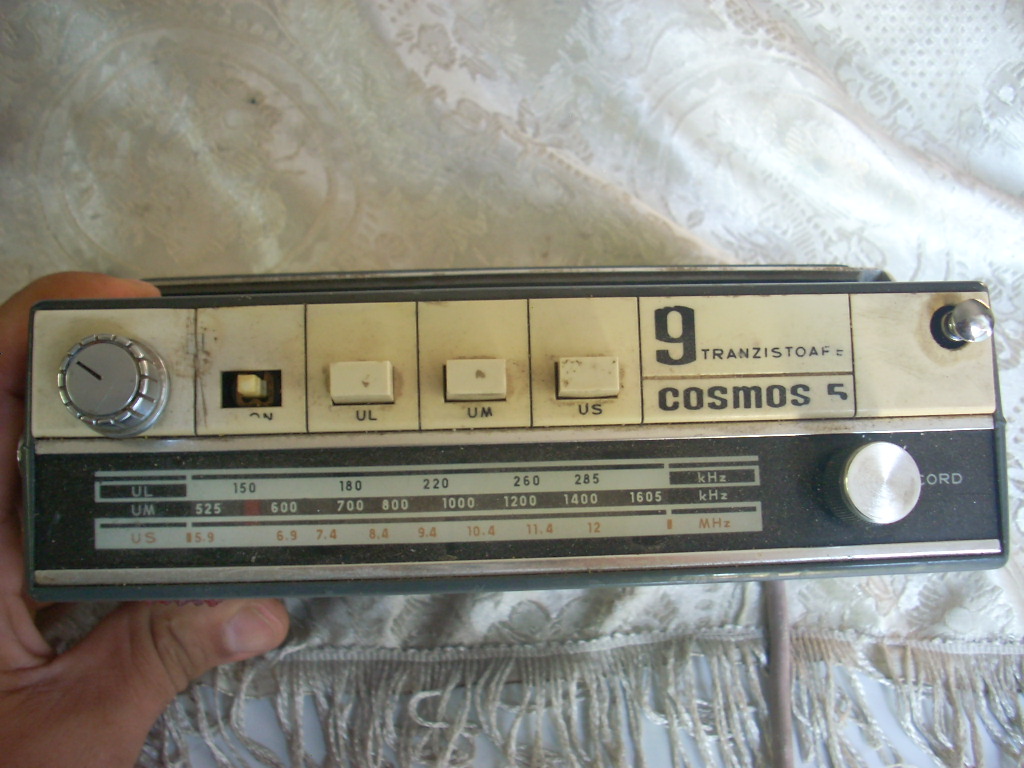 9 TRANZISTOARE
COSMOS 5
UL UM US
UL 150 180 220 260 285 kHz
UM 525 600 700 800 1000 1200 1400 1605 kHz
US 5.9 6.9 7.4 8.4 9.4 10.4 11.4 12 MHz